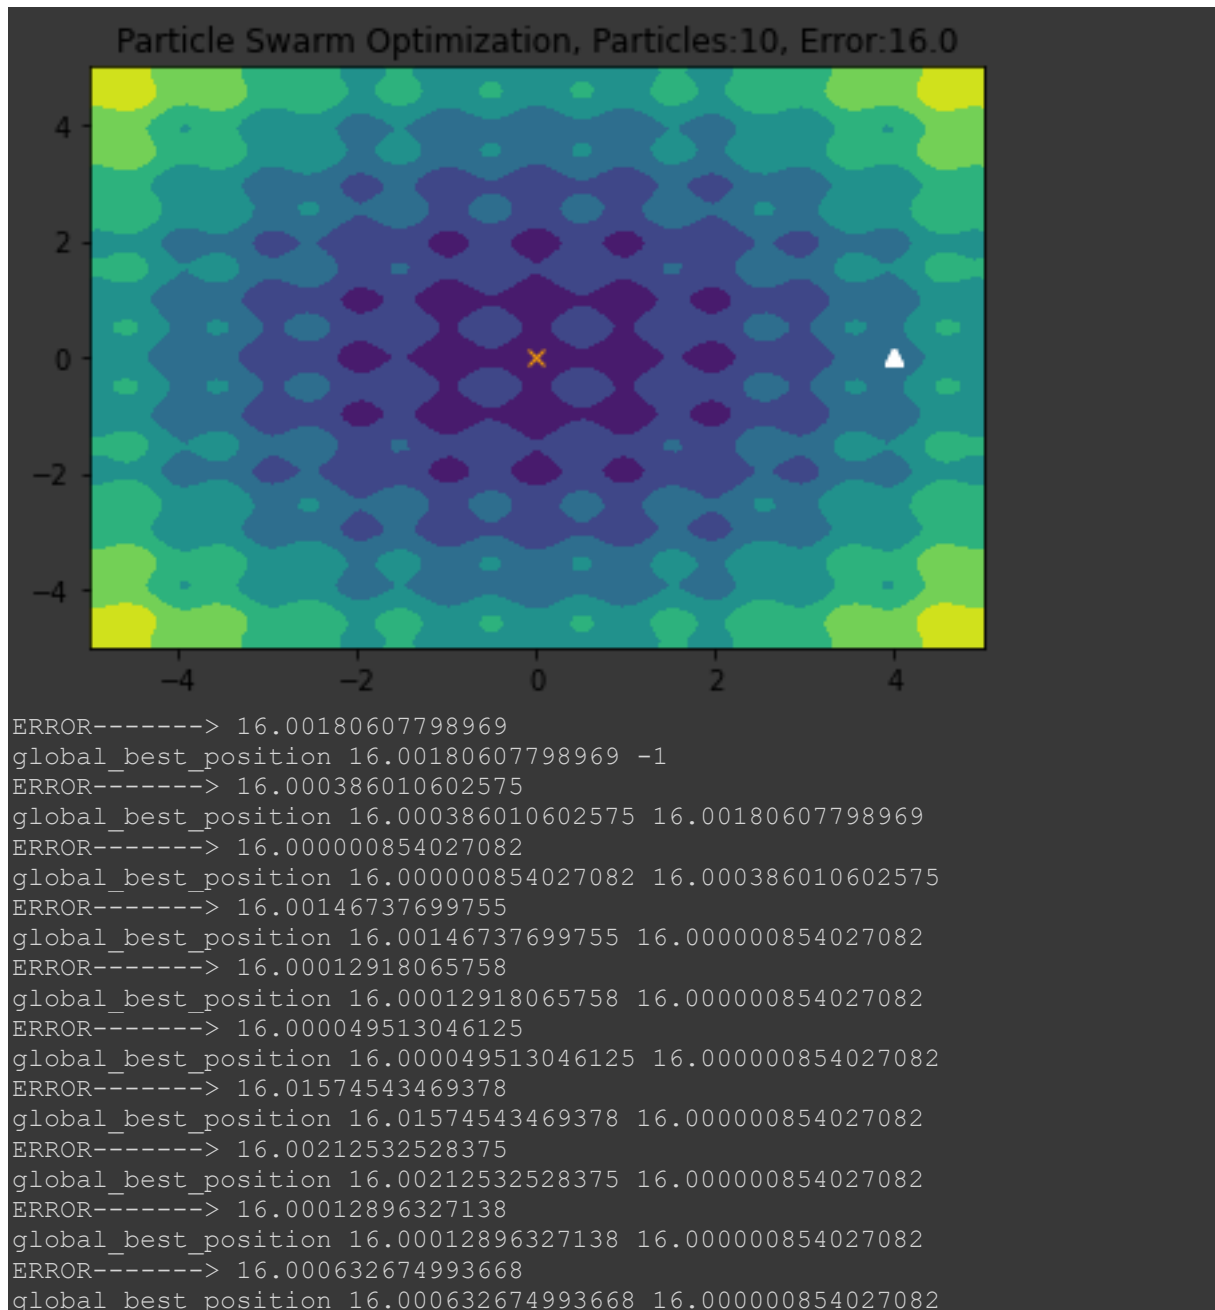 Particle Swarm Optimization, Particles:10, Error:16.0
4
2
0
−2
−4
−4 −2 0 2 4
ERROR-------> 16.00180607798969
global_best_position 16.00180607798969 -1
ERROR-------> 16.000386010602575
global_best_position 16.000386010602575 16.00180607798969
ERROR-------> 16.000000854027082
global_best_position 16.000000854027082 16.000386010602575
ERROR-------> 16.00146737699755
global_best_position 16.00146737699755 16.000000854027082
ERROR-------> 16.00012918065758
global_best_position 16.00012918065758 16.000000854027082
ERROR-------> 16.000049513046125
global_best_position 16.000049513046125 16.000000854027082
ERROR-------> 16.01574543469378
global_best_position 16.01574543469378 16.000000854027082
ERROR-------> 16.00212532528375
global_best_position 16.00212532528375 16.000000854027082
ERROR-------> 16.00012896327138
global_best_position 16.00012896327138 16.000000854027082
ERROR-------> 16.000632674993668
global_best_position 16.000632674993668 16.000000854027082